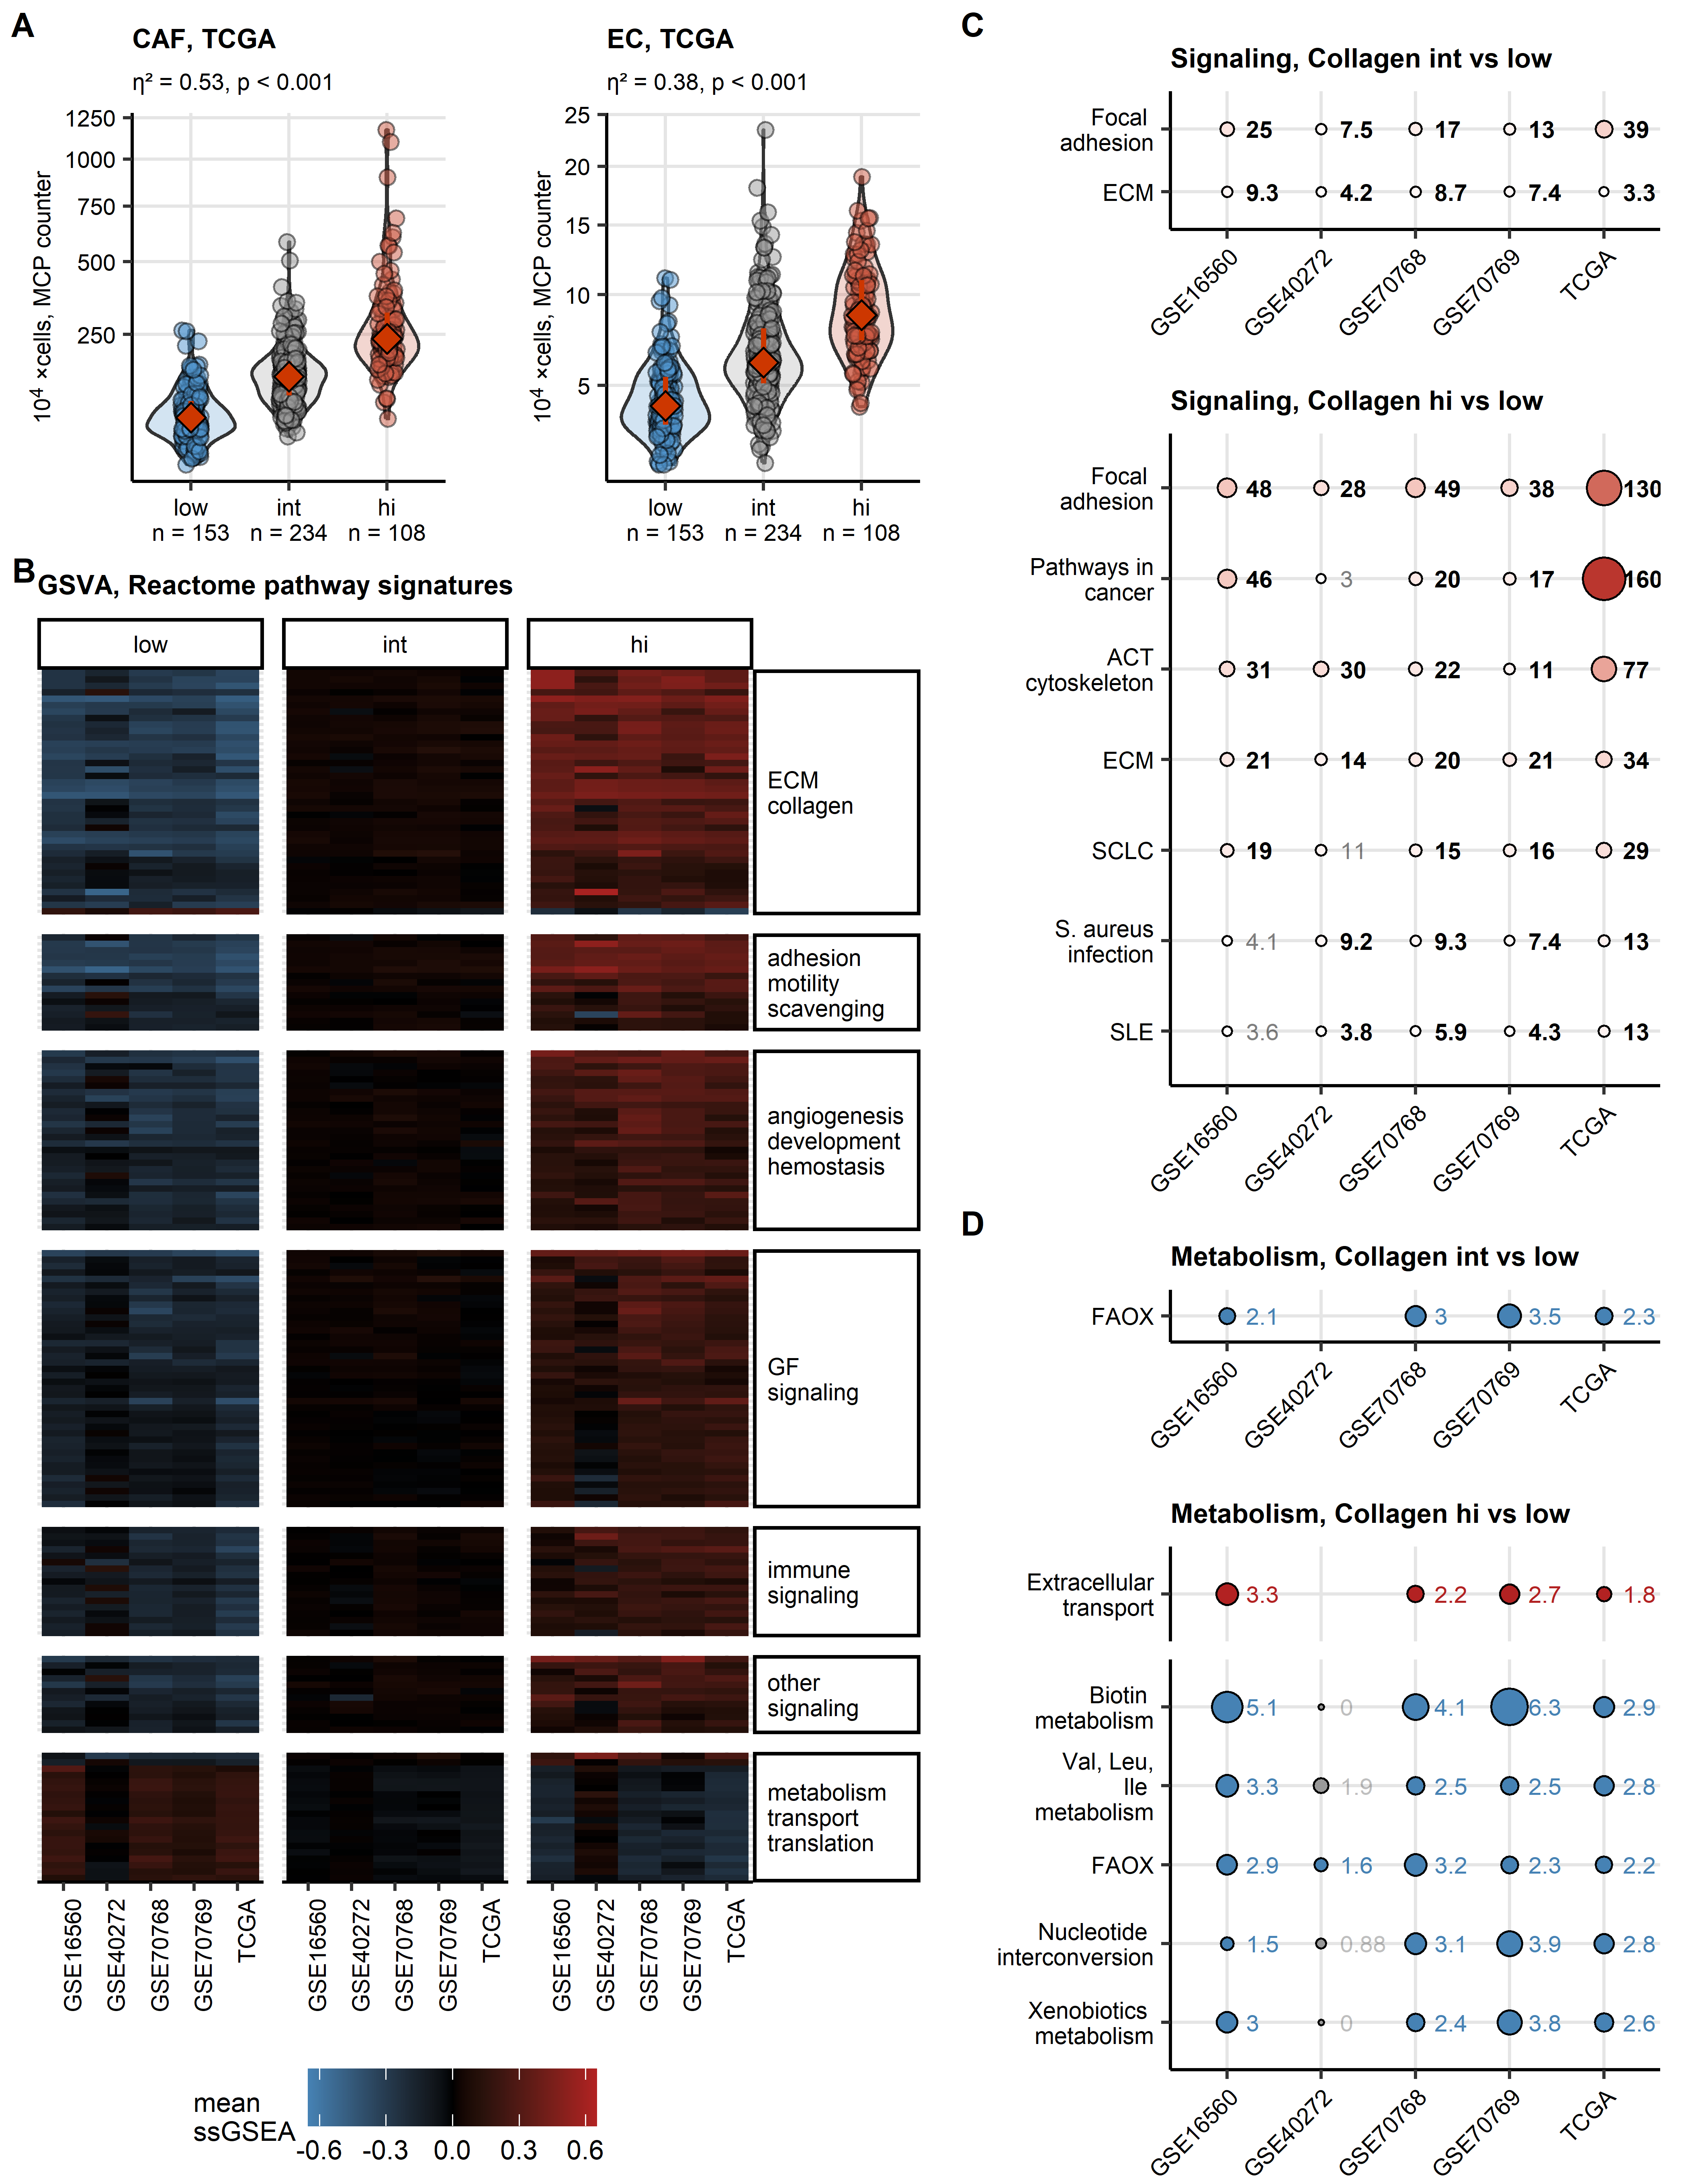 A
CAF, TCGA
η² = 0.53, p < 0.001
10⁴ ×cells, MCP counter
1250
1000
750
500
250
low
n = 153
int
n = 234
hi
n = 108
EC, TCGA
η² = 0.38, p < 0.001
10⁴ ×cells, MCP counter
25
20
15
10
5
low
n = 153
int
n = 234
hi
n = 108
B
GSVA, Reactome pathway signatures
low
int
hi
ECM
collagen
adhesion
motility
scavenging
angiogenesis
development
hemostasis
GF
signaling
immune
signaling
other
signaling
metabolism
transport
translation
GSE16560
GSE40272
GSE70768
GSE70769
TCGA
GSE16560
GSE40272
GSE70768
GSE70769
TCGA
GSE16560
GSE40272
GSE70768
GSE70769
TCGA
mean
ssGSEA
-0.6 -0.3 0.0 0.3 0.6
C
Signaling, Collagen int vs low
Focal
adhesion
25 7.5 17 13 39
ECM
9.3 4.2 8.7 7.4 3.3
GSE16560
GSE40272
GSE70768
GSE70769
TCGA
Signaling, Collagen hi vs low
Focal
adhesion
48 28 49 38 130
Pathways in
cancer
46 3 20 17 160
ACT
cytoskeleton
31 30 22 11 77
ECM
21 14 20 21 34
SCLC
19 11 15 16 29
S. aureus
infection
4.1 9.2 9.3 7.4 13
SLE
3.6 3.8 5.9 4.3 13
GSE16560
GSE40272
GSE70768
GSE70769
TCGA
D
Metabolism, Collagen int vs low
FAOX
2.1 3 3.5 2.3
GSE16560
GSE40272
GSE70768
GSE70769
TCGA
Metabolism, Collagen hi vs low
Extracellular
transport
3.3 2.2 2.7 1.8
Biotin
metabolism
5.1 0 4.1 6.3 2.9
Val, Leu,
Ile
metabolism
3.3 1.9 2.5 2.5 2.8
FAOX
2.9 1.6 3.2 2.3 2.2
Nucleotide
interconversion
1.5 0.88 3.1 3.9 2.8
Xenobiotics
metabolism
3 0 2.4 3.8 2.6
GSE16560
GSE40272
GSE70768
GSE70769
TCGA